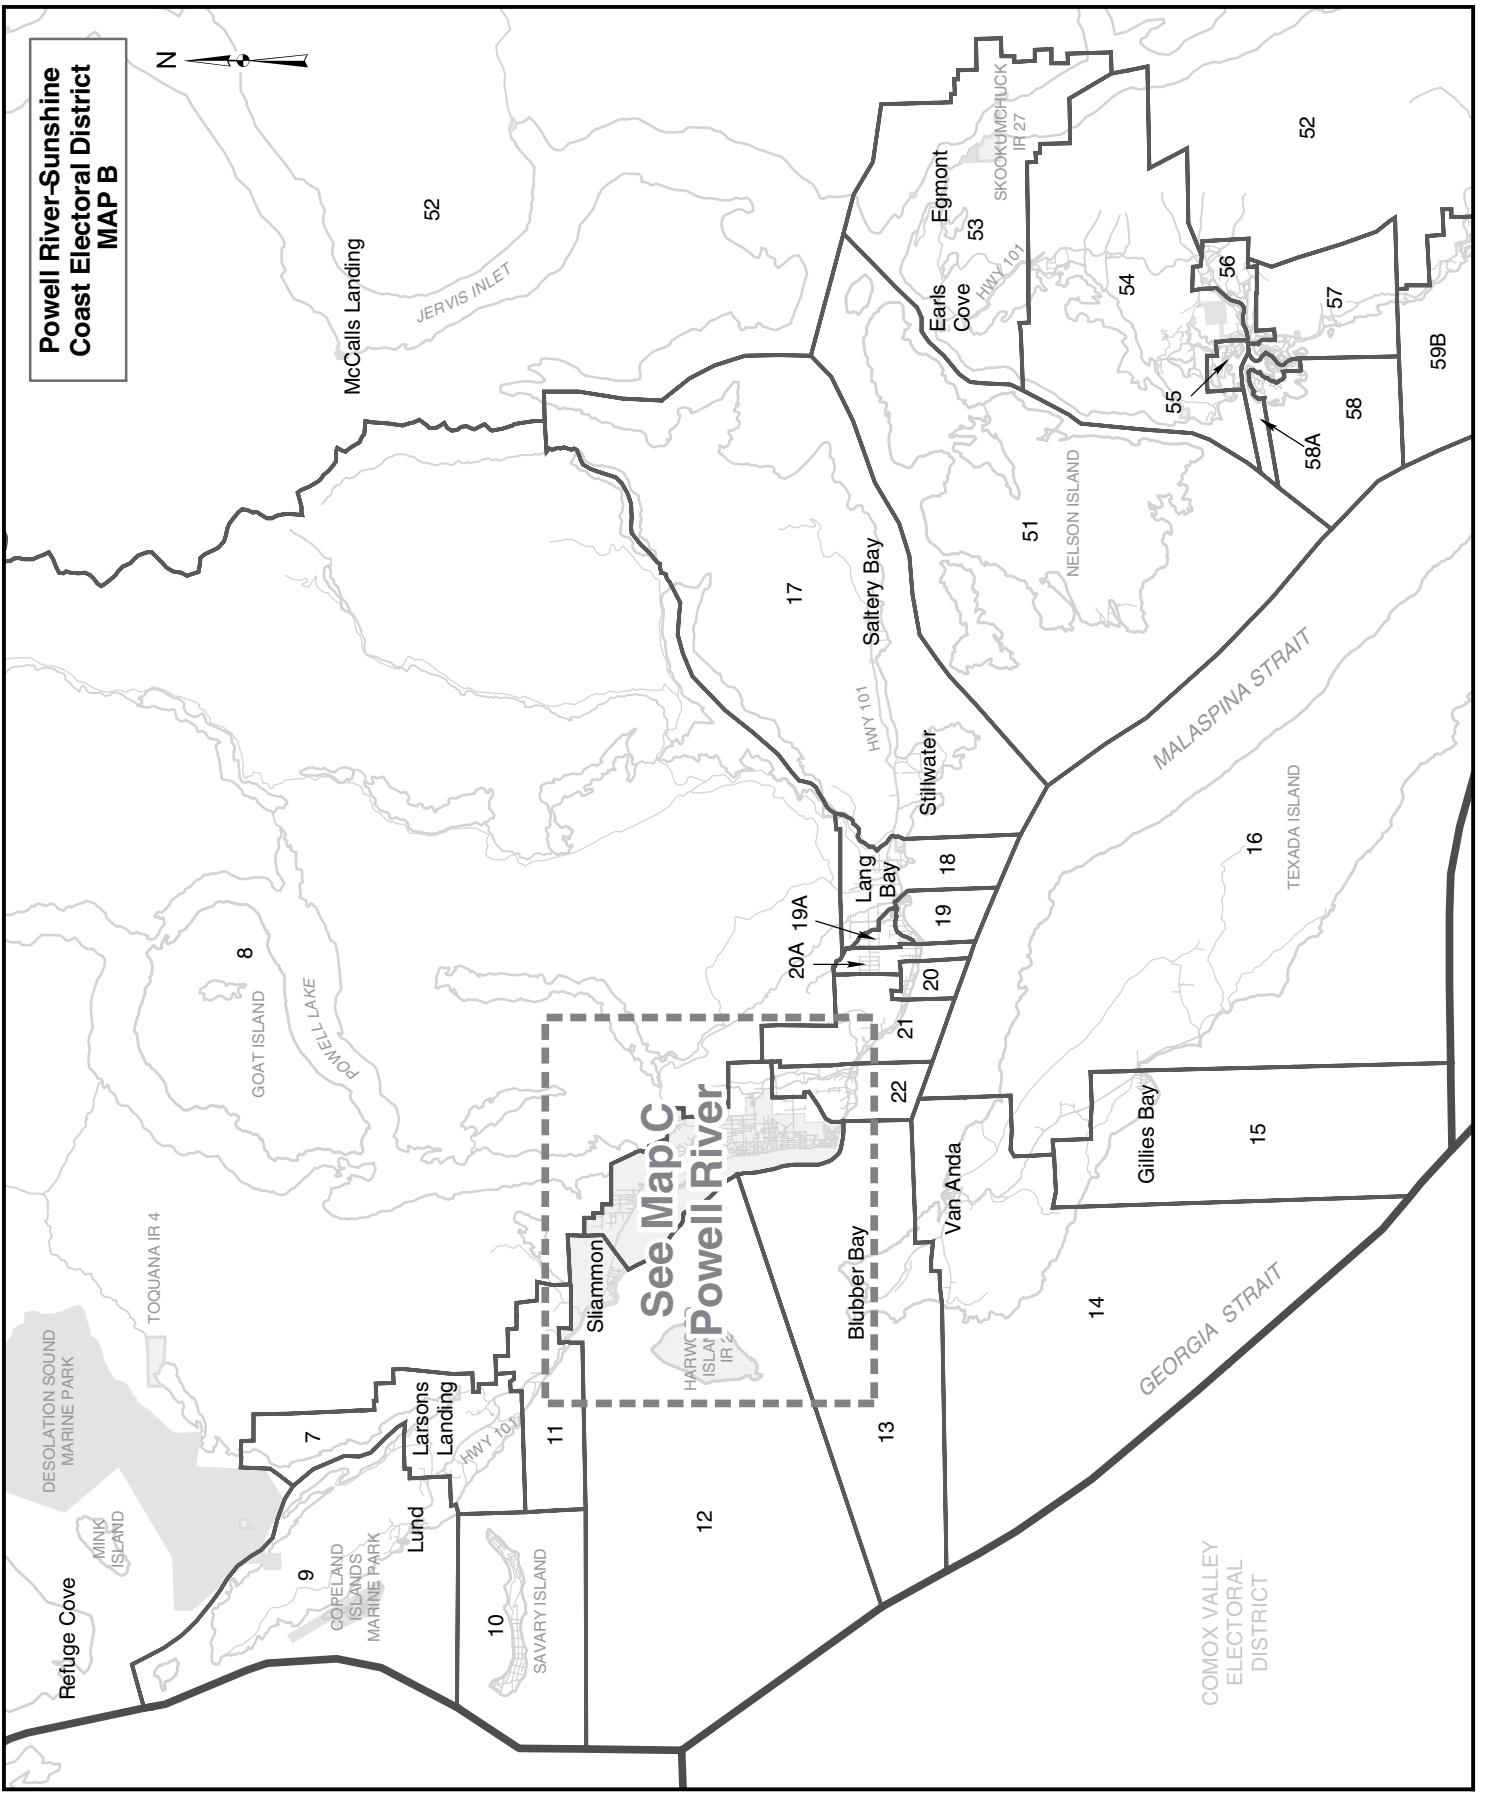 Powell River-Sunshine
Coast Electoral District
MAP B
N
Refuge Cove
MINK
ISLAND
DESOLATION SOUND
MARINE PARK
TOQUANA IR 4
GOAT ISLAND
POWELL LAKE
8
McCalls Landing
52
JERVIS INLET
9
COPELAND
ISLANDS
MARINE PARK
Lund
7
Larsons
Landing
HWY 101
10
SAVARY ISLAND
11
Sliammon
See Map C
Powell River
HARWO
ISLAN
IR 2
12
13
Blubber Bay
Van Anda
14
Gillies Bay
15
16
TEXADA ISLAND
GEORGIA STRAIT
MALASPINA STRAIT
COMOX VALLEY
ELECTORAL
DISTRICT
22
21
20
20A
19A
19
18
Lang
Bay
Stillwater
HWY 101
Saltery Bay
17
51
NELSON ISLAND
Earls
Cove
Egmont
53
SKOOKUMCHUCK
IR 27
HWY 101
54
52
55
56
57
58A
58
59B